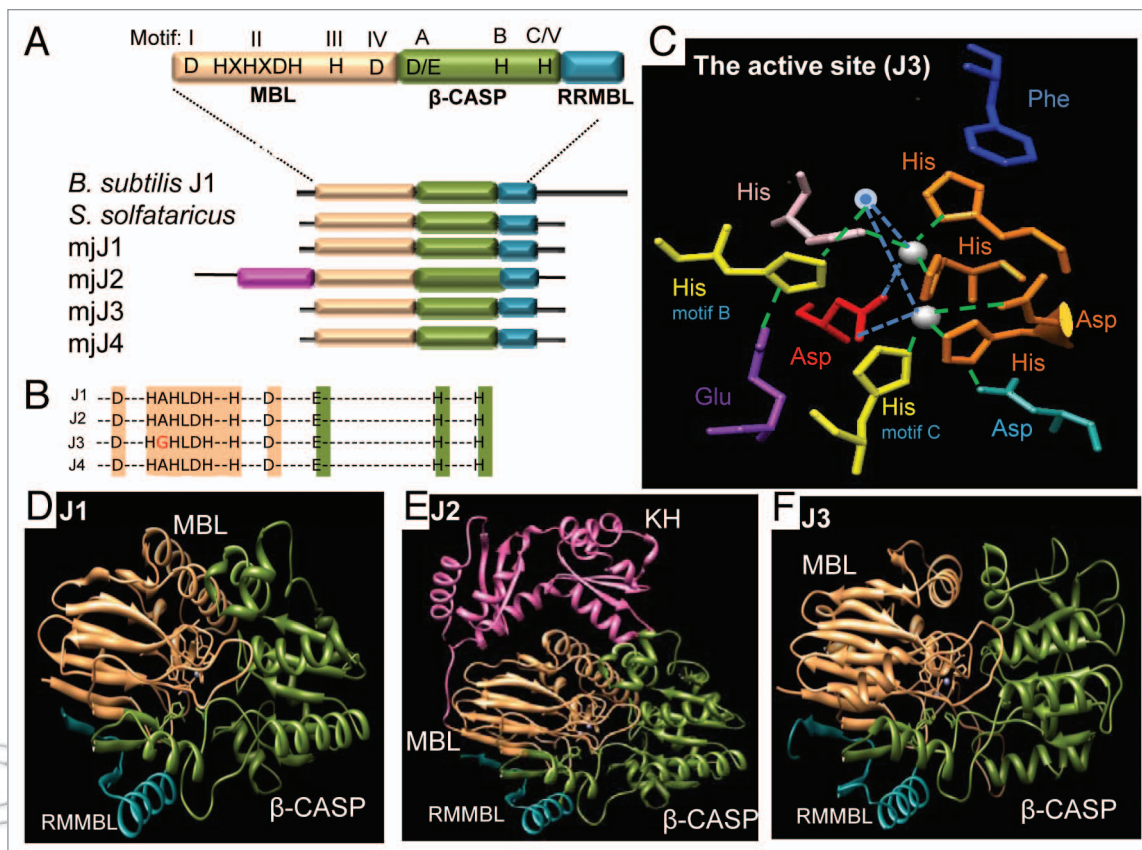 A
Motif: I II III IV A B C/V
D HXHXDH H D D/E H H
MBL β-CASP RRMBL
B. subtilis J1
S. solfataricus
mjJ1
mjJ2
mjJ3
mjJ4
B
J1 --D---HAHLDH--H---D-----E----------------H----H
J2 --D---HAHLDH--H---D-----E----------------H----H
J3 --D---HGHLDH--H---D-----E----------------H----H
J4 --D---HAHLDH--H---D-----E----------------H----H
C
The active site (J3)
Phe
His
His
His
His
motif B
Asp
Asp
His
Glu
His
motif C
Asp
D J1
MBL
RMMBL
β-CASP
E J2
KH
MBL
RMMBL
β-CASP
F J3
MBL
RMMBL
β-CASP